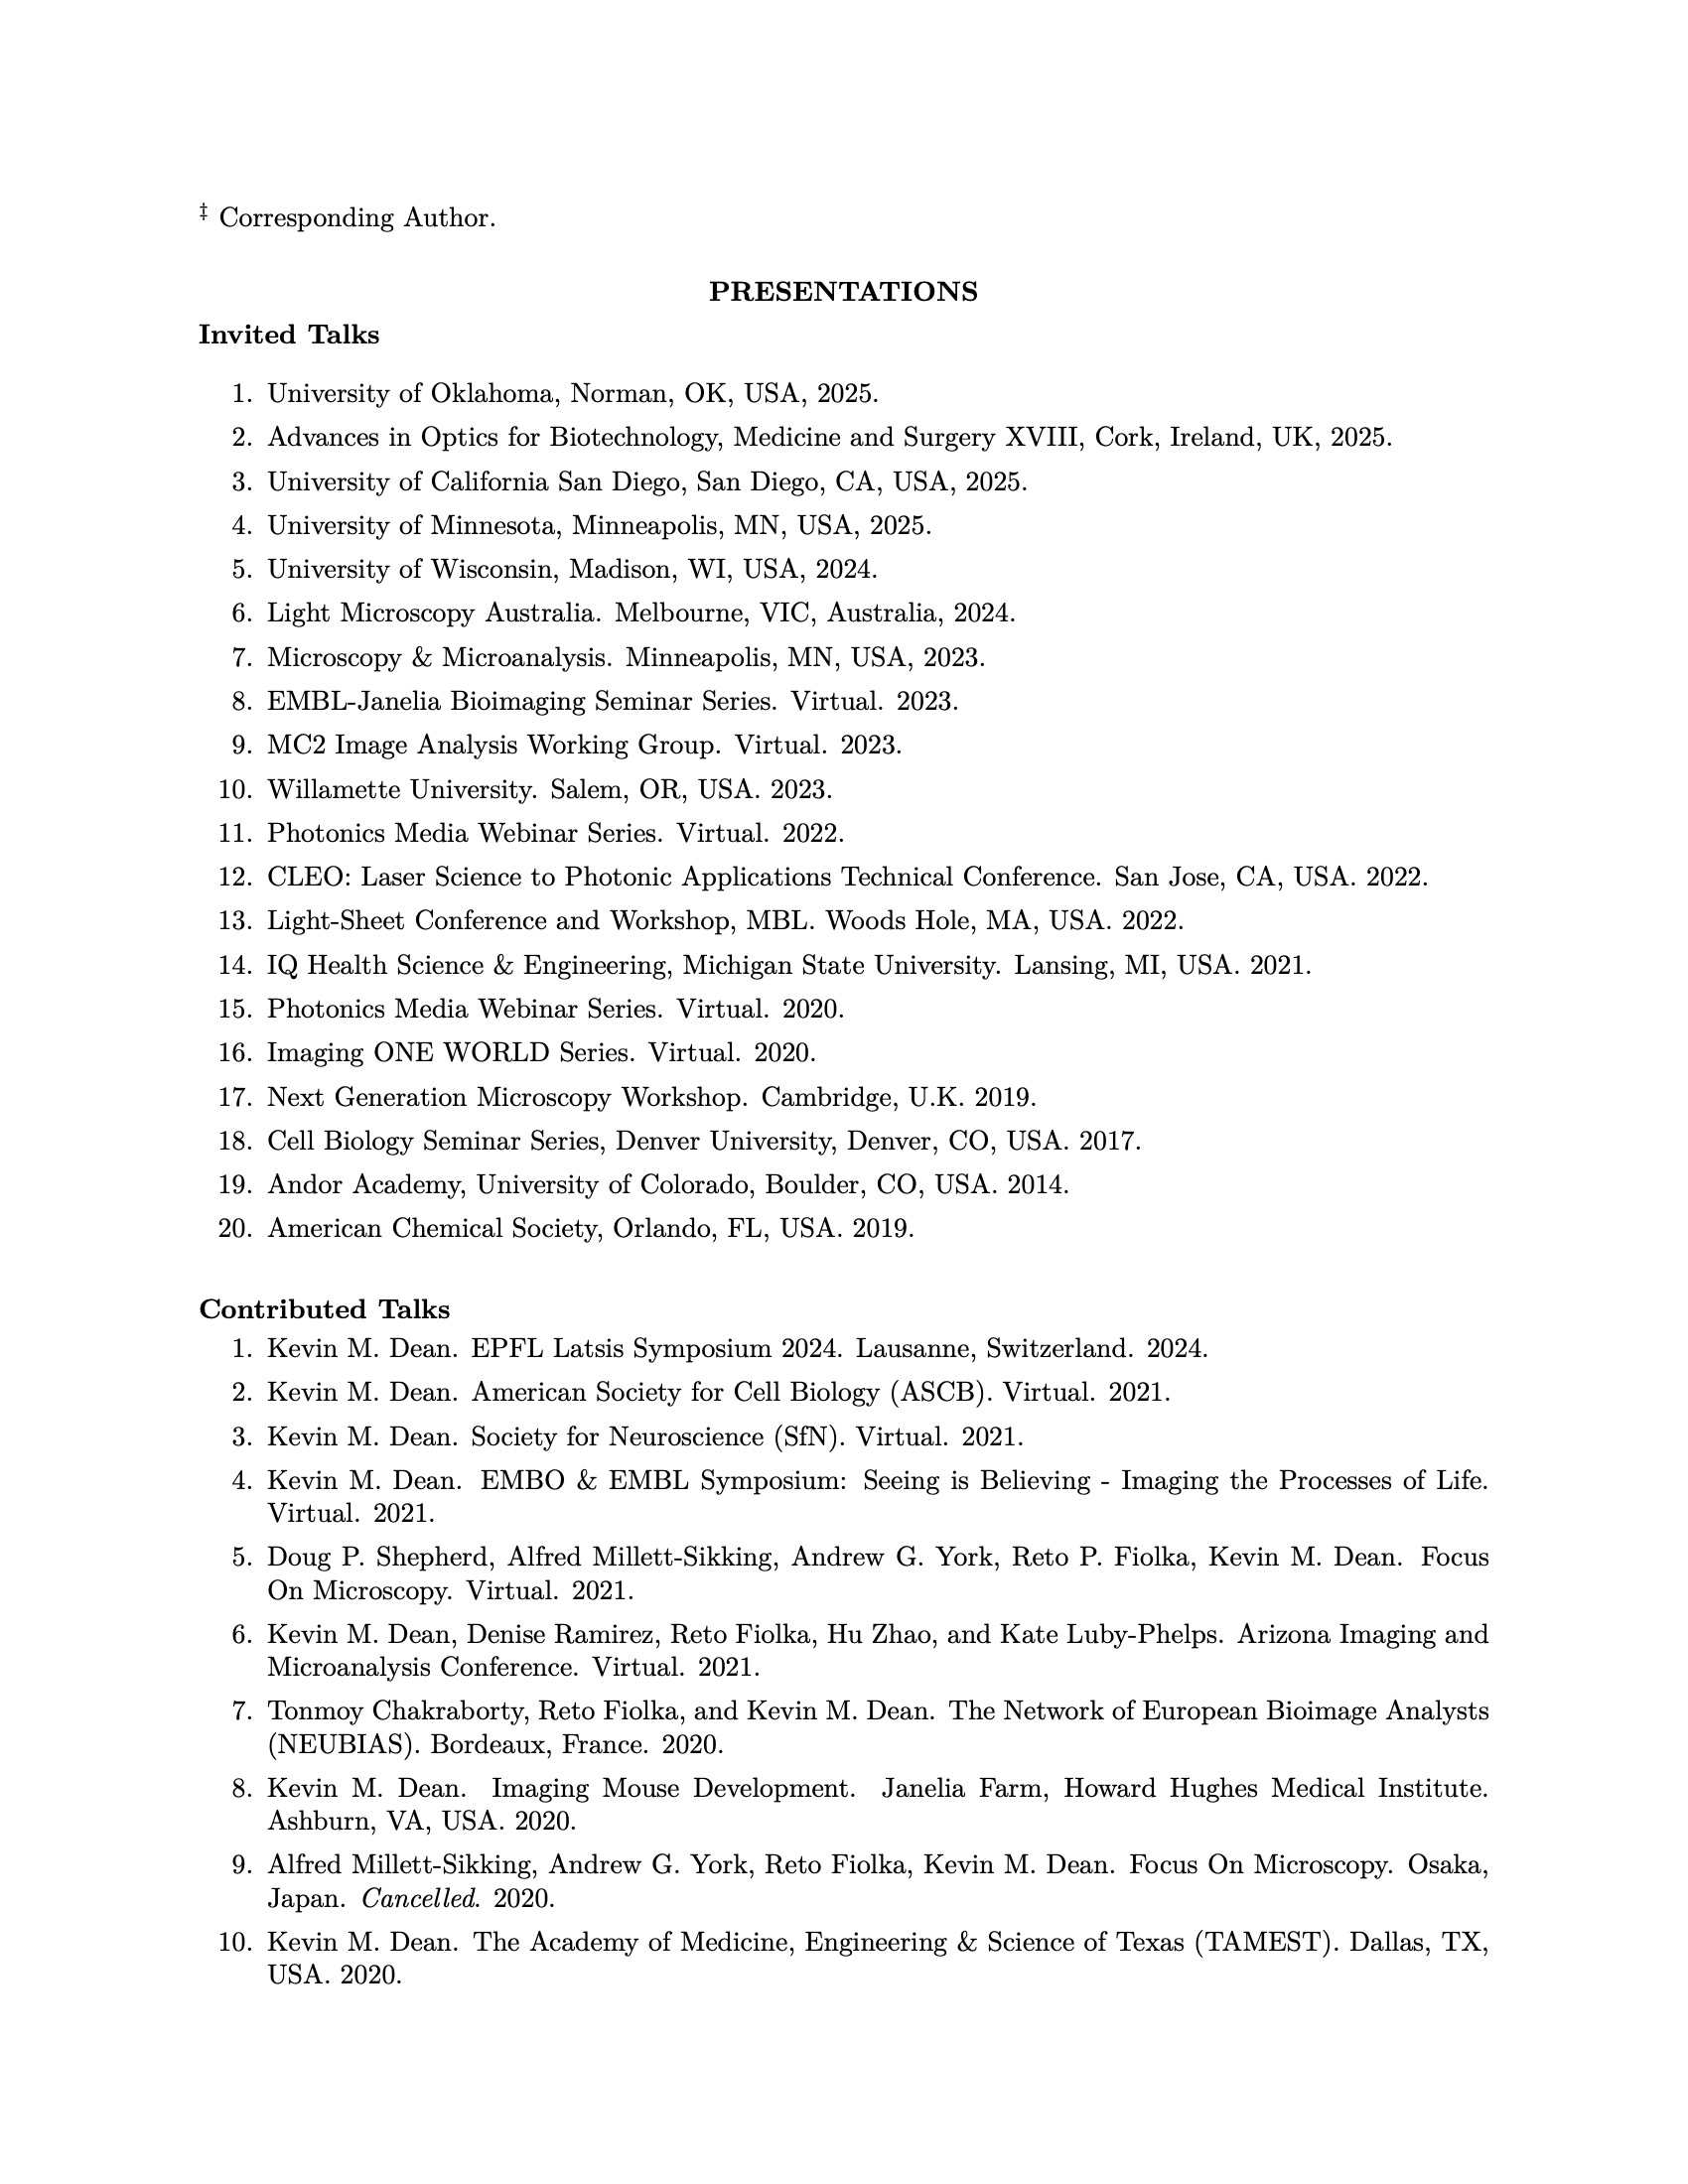 ‡ Corresponding Author.
PRESENTATIONS
Invited Talks
1. University of Oklahoma, Norman, OK, USA, 2025.
2. Advances in Optics for Biotechnology, Medicine and Surgery XVIII, Cork, Ireland, UK, 2025.
3. University of California San Diego, San Diego, CA, USA, 2025.
4. University of Minnesota, Minneapolis, MN, USA, 2025.
5. University of Wisconsin, Madison, WI, USA, 2024.
6. Light Microscopy Australia. Melbourne, VIC, Australia, 2024.
7. Microscopy & Microanalysis. Minneapolis, MN, USA, 2023.
8. EMBL-Janelia Bioimaging Seminar Series. Virtual. 2023.
9. MC2 Image Analysis Working Group. Virtual. 2023.
10. Willamette University. Salem, OR, USA. 2023.
11. Photonics Media Webinar Series. Virtual. 2022.
12. CLEO: Laser Science to Photonic Applications Technical Conference. San Jose, CA, USA. 2022.
13. Light-Sheet Conference and Workshop, MBL. Woods Hole, MA, USA. 2022.
14. IQ Health Science & Engineering, Michigan State University. Lansing, MI, USA. 2021.
15. Photonics Media Webinar Series. Virtual. 2020.
16. Imaging ONE WORLD Series. Virtual. 2020.
17. Next Generation Microscopy Workshop. Cambridge, U.K. 2019.
18. Cell Biology Seminar Series, Denver University, Denver, CO, USA. 2017.
19. Andor Academy, University of Colorado, Boulder, CO, USA. 2014.
20. American Chemical Society, Orlando, FL, USA. 2019.
Contributed Talks
1. Kevin M. Dean. EPFL Latsis Symposium 2024. Lausanne, Switzerland. 2024.
2. Kevin M. Dean. American Society for Cell Biology (ASCB). Virtual. 2021.
3. Kevin M. Dean. Society for Neuroscience (SfN). Virtual. 2021.
4. Kevin M. Dean. EMBO & EMBL Symposium: Seeing is Believing - Imaging the Processes of Life.
Virtual. 2021.
5. Doug P. Shepherd, Alfred Millett-Sikking, Andrew G. York, Reto P. Fiolka, Kevin M. Dean. Focus
On Microscopy. Virtual. 2021.
6. Kevin M. Dean, Denise Ramirez, Reto Fiolka, Hu Zhao, and Kate Luby-Phelps. Arizona Imaging and
Microanalysis Conference. Virtual. 2021.
7. Tonmoy Chakraborty, Reto Fiolka, and Kevin M. Dean. The Network of European Bioimage Analysts
(NEUBIAS). Bordeaux, France. 2020.
8. Kevin M. Dean. Imaging Mouse Development. Janelia Farm, Howard Hughes Medical Institute.
Ashburn, VA, USA. 2020.
9. Alfred Millett-Sikking, Andrew G. York, Reto Fiolka, Kevin M. Dean. Focus On Microscopy. Osaka,
Japan. Cancelled. 2020.
10. Kevin M. Dean. The Academy of Medicine, Engineering & Science of Texas (TAMEST). Dallas, TX,
USA. 2020.